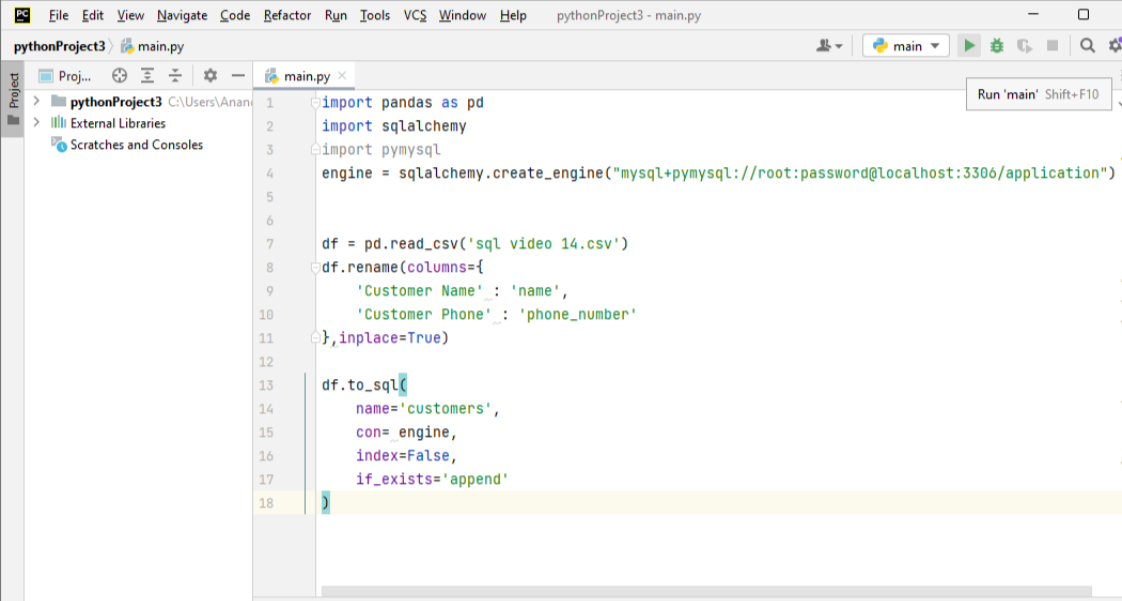 PC File Edit View Navigate Code Refactor Run Tools VCS Window Help pythonProject3 - main.py
pythonProject3 main.py main
Project Proj... main.py
Run 'main' Shift+F10
pythonProject3 C:\Users\Anan
External Libraries
Scratches and Consoles
1 import pandas as pd
2 import sqlalchemy
3 import pymysql
4 engine = sqlalchemy.create_engine("mysql+pymysql://root:password@localhost:3306/application")
5
6
7 df = pd.read_csv('sql video 14.csv')
8 df.rename(columns={
9 'Customer Name' : 'name',
10 'Customer Phone' : 'phone_number'
11 },inplace=True)
12
13 df.to_sql(
14 name='customers',
15 con= engine,
16 index=False,
17 if_exists='append'
18 )